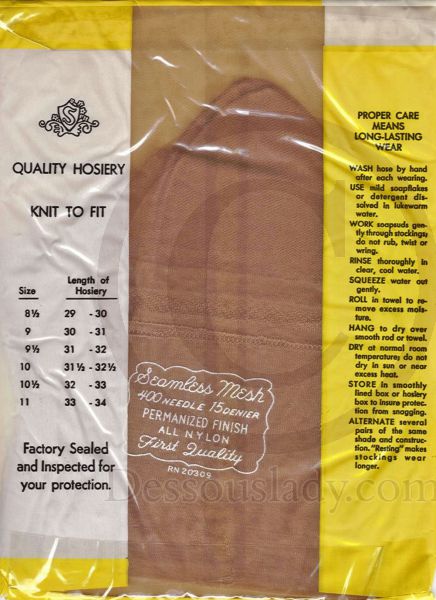 S
QUALITY HOSIERY
KNIT TO FIT
Size Length of Hosiery
8½ 29 - 30
9 30 - 31
9½ 31 - 32
10 31½ - 32½
10½ 32 - 33
11 33 - 34
Factory Sealed
and Inspected for
your protection.
Seamless Mesh
400 NEEDLE 15 DENIER
PERMANIZED FINISH
ALL NYLON
First Quality
RN 20309
PROPER CARE
MEANS
LONG-LASTING
WEAR
WASH hose by hand
after each wearing.
USE mild soapflakes
or detergent dis-
solved in lukewarm
water.
WORK soapsuds gen-
tly through stockings;
do not rub, twist or
wring.
RINSE thoroughly in
clear, cool water.
SQUEEZE water out
gently.
ROLL in towel to re-
move excess mois-
ture.
HANG to dry over
smooth rod or towel.
DRY at normal room
temperature; do not
dry in sun or near
excess heat.
STORE in smoothly
lined box or hosiery
box to insure protec-
tion from snagging.
ALTERNATE several
pairs of the same
shade and construc-
tion. "Resting" makes
stockings wear
longer.
Dessouslady.com